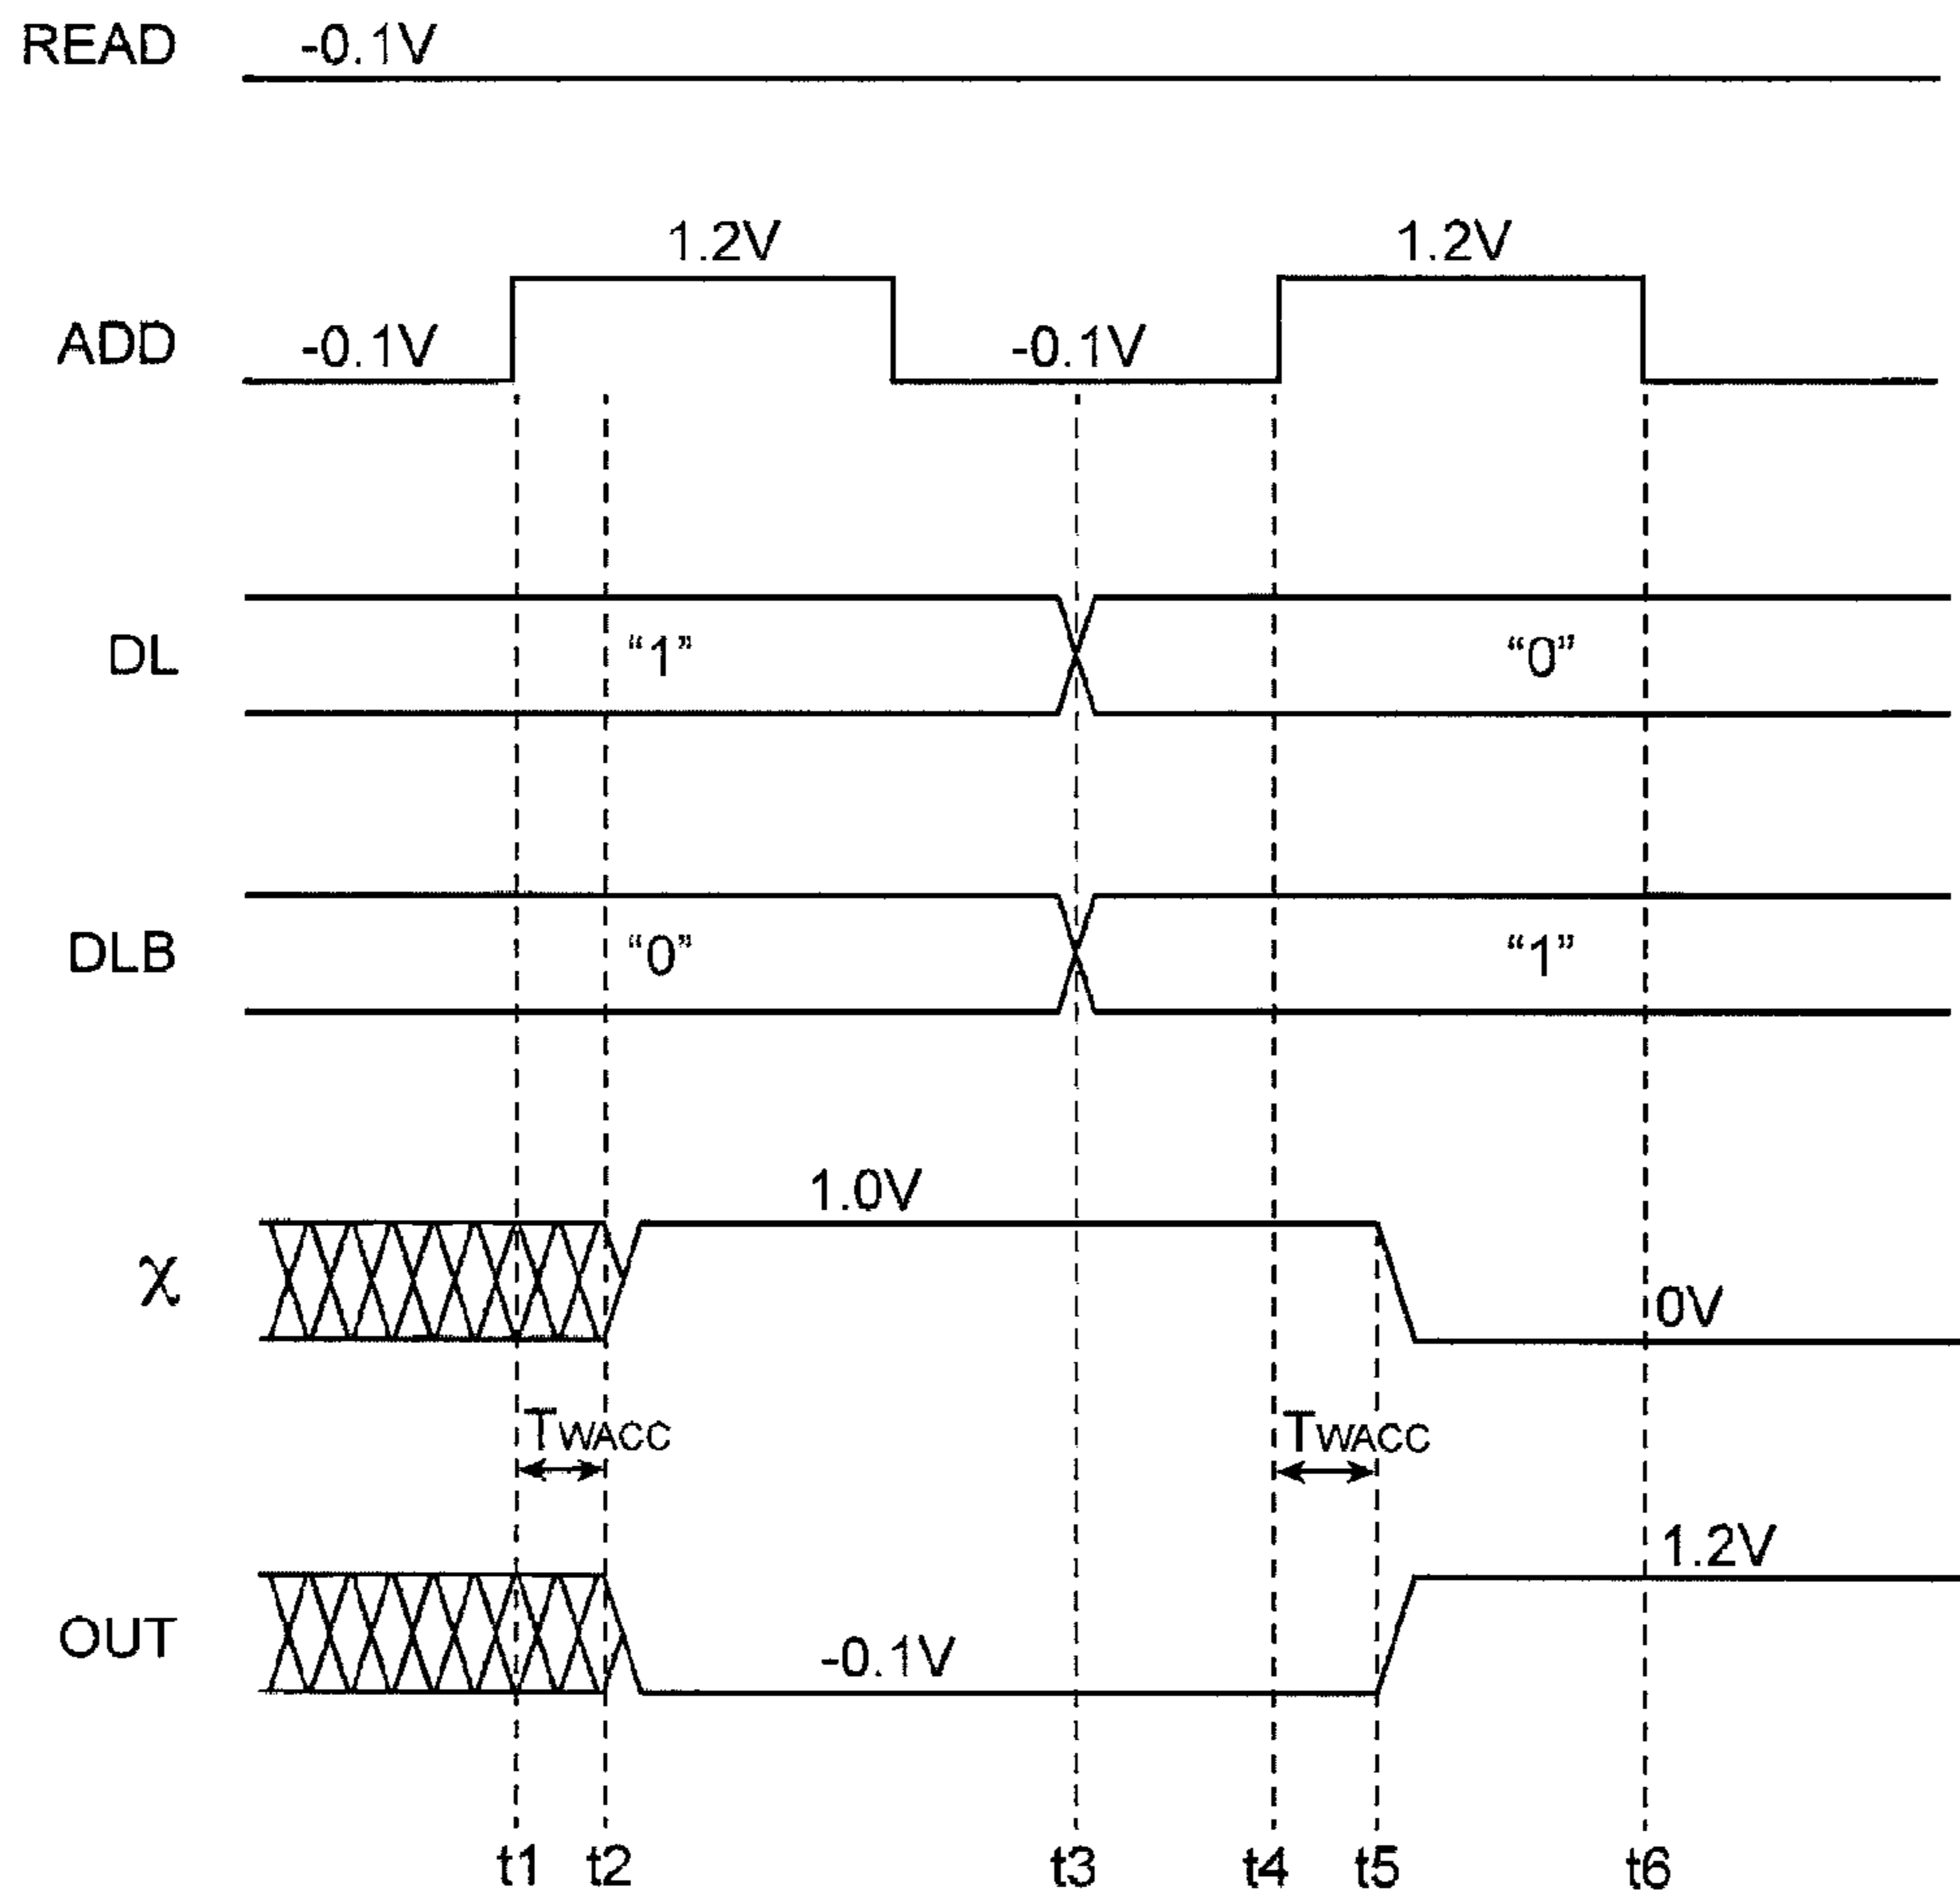 READ -0.1V
1.2V 1.2V
ADD -0.1V -0.1V
DL “1” “0”
DLB “0” “1”
1.0V
χ 0V
TWACC TWACC
1.2V
OUT -0.1V
t1 t2 t3 t4 t5 t6